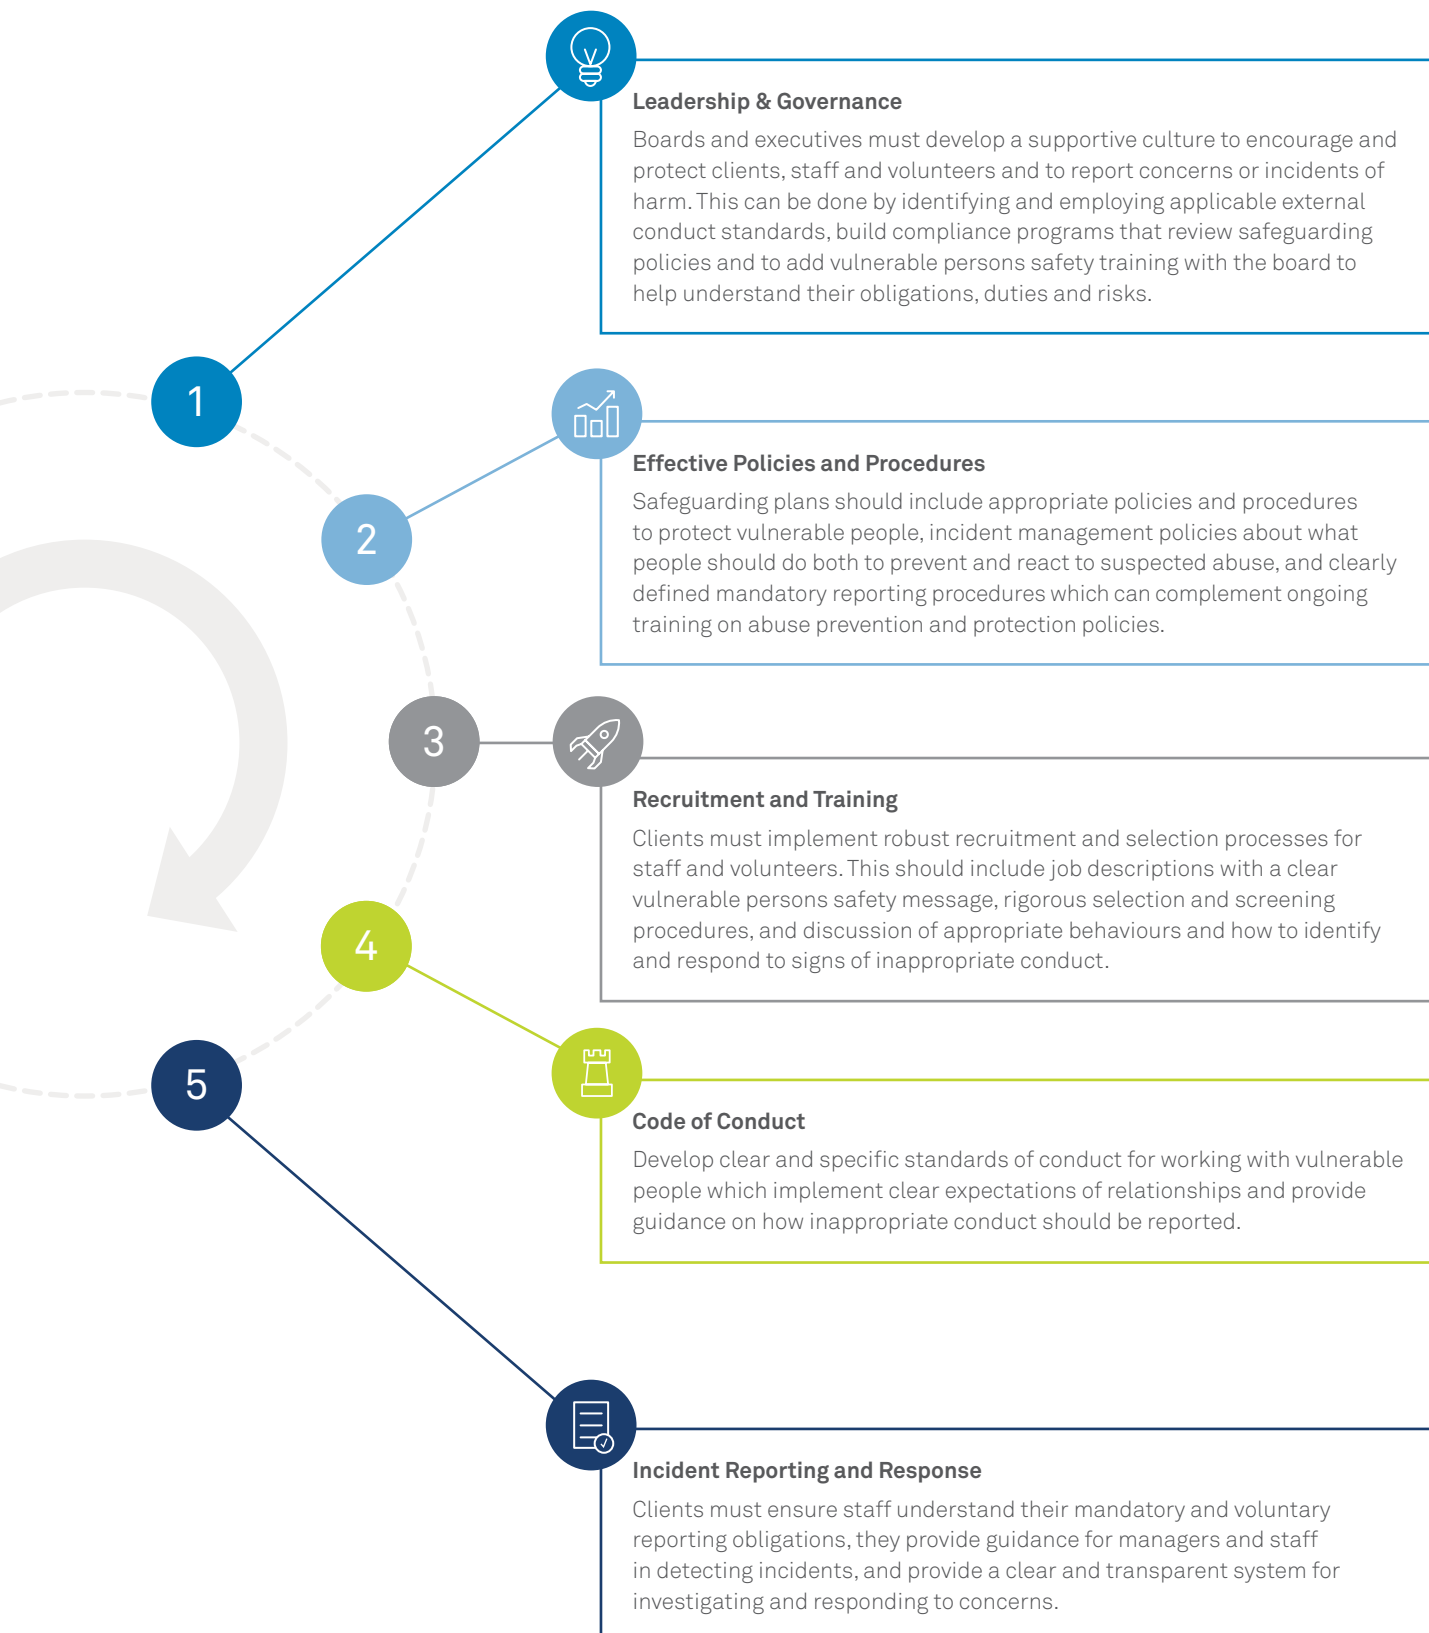 1
Leadership & Governance
Boards and executives must develop a supportive culture to encourage and
protect clients, staff and volunteers and to report concerns or incidents of
harm. This can be done by identifying and employing applicable external
conduct standards, build compliance programs that review safeguarding
policies and to add vulnerable persons safety training with the board to
help understand their obligations, duties and risks.
2
Effective Policies and Procedures
Safeguarding plans should include appropriate policies and procedures
to protect vulnerable people, incident management policies about what
people should do both to prevent and react to suspected abuse, and clearly
defined mandatory reporting procedures which can complement ongoing
training on abuse prevention and protection policies.
3
Recruitment and Training
Clients must implement robust recruitment and selection processes for
staff and volunteers. This should include job descriptions with a clear
vulnerable persons safety message, rigorous selection and screening
procedures, and discussion of appropriate behaviours and how to identify
and respond to signs of inappropriate conduct.
4
Code of Conduct
Develop clear and specific standards of conduct for working with vulnerable
people which implement clear expectations of relationships and provide
guidance on how inappropriate conduct should be reported.
5
Incident Reporting and Response
Clients must ensure staff understand their mandatory and voluntary
reporting obligations, they provide guidance for managers and staff
in detecting incidents, and provide a clear and transparent system for
investigating and responding to concerns.